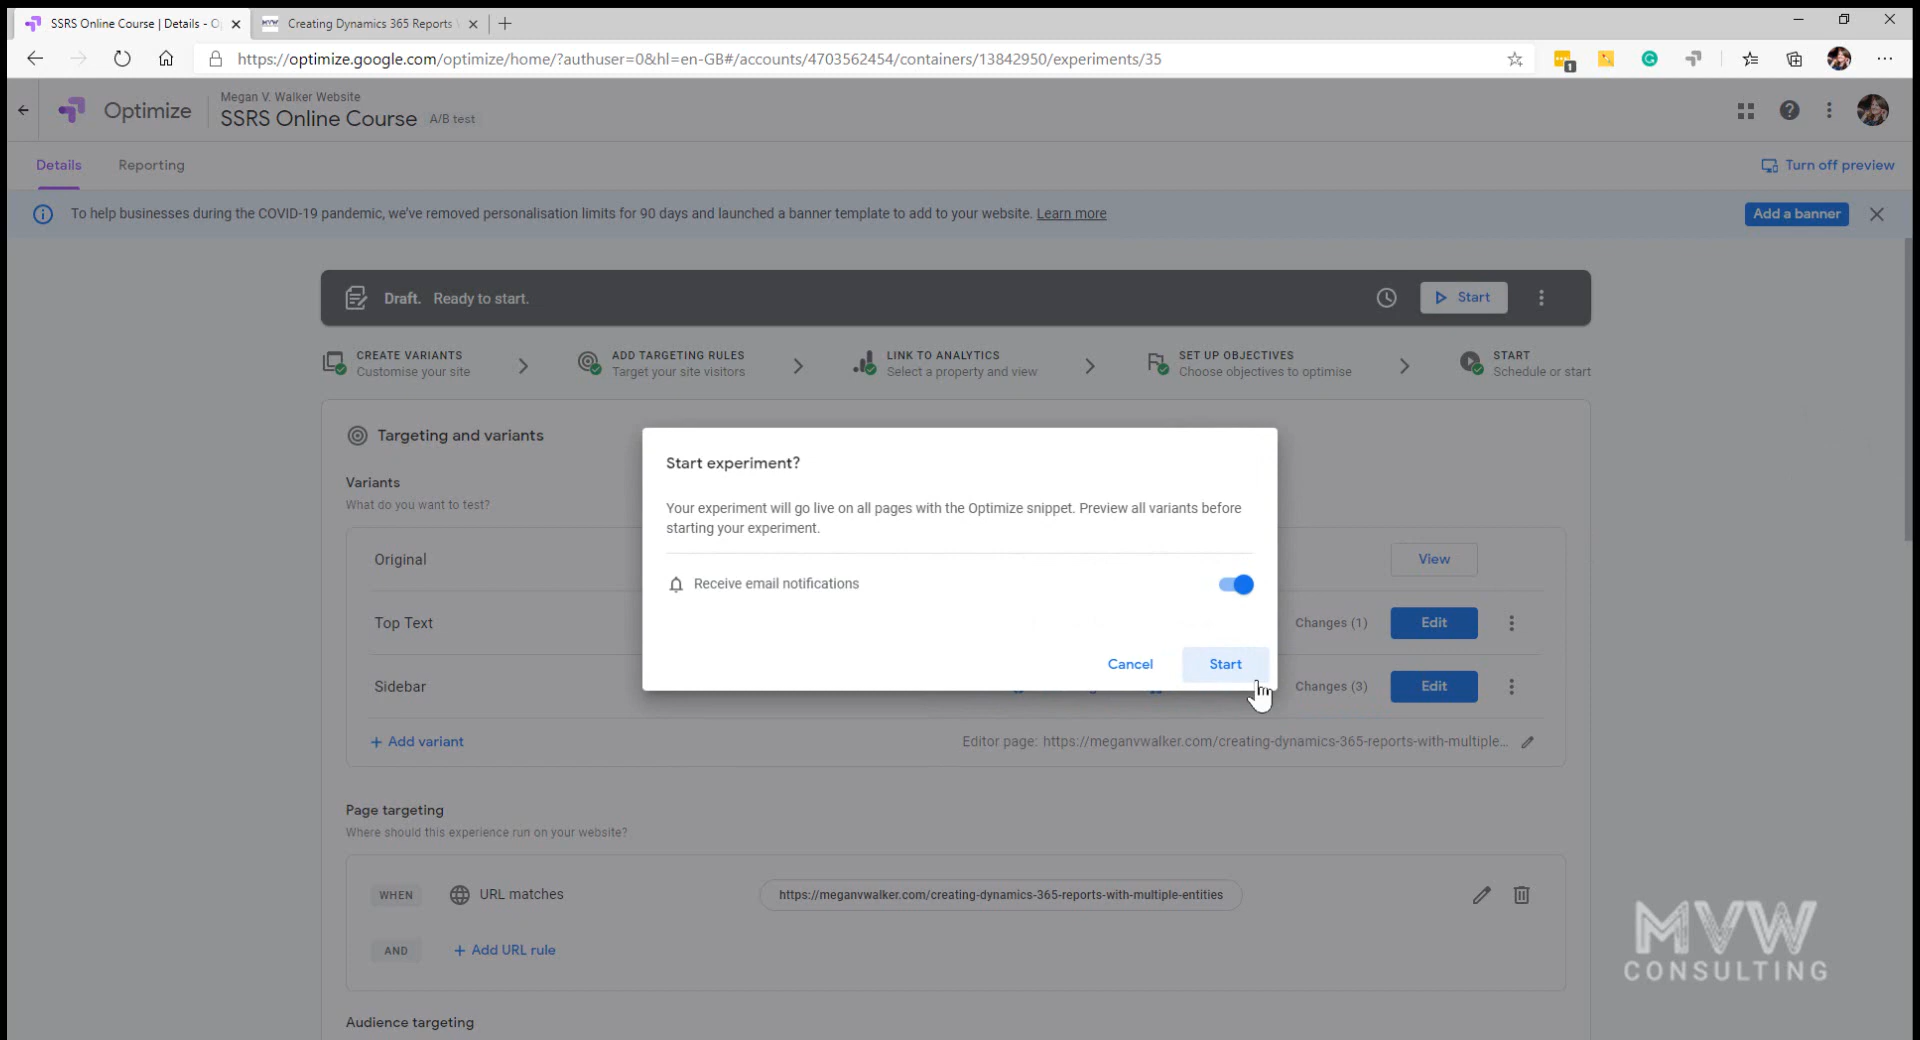 SSRS Online Course | Details - O
Creating Dynamics 365 Reports
https://optimize.google.com/optimize/home/?authuser=0&hl=en-GB#/accounts/4703562454/containers/13842950/experiments/35
1
Optimize
Megan V. Walker Website
SSRS Online Course A/B test
Details
Reporting
Turn off preview
To help businesses during the COVID-19 pandemic, we've removed personalisation limits for 90 days and launched a banner template to add to your website. Learn more
Add a banner
Draft. Ready to start.
Start
CREATE VARIANTS
Customise your site
ADD TARGETING RULES
Target your site visitors
LINK TO ANALYTICS
Select a property and view
SET UP OBJECTIVES
Choose objectives to optimise
START
Schedule or start
Targeting and variants
Variants
What do you want to test?
Original
View
Top Text
Changes (1)
Edit
Sidebar
Changes (3)
Edit
+ Add variant
Editor page: https://meganvwalker.com/creating-dynamics-365-reports-with-multiple...
Start experiment?
Your experiment will go live on all pages with the Optimize snippet. Preview all variants before
starting your experiment.
Receive email notifications
Cancel
Start
Page targeting
Where should this experience run on your website?
WHEN
URL matches
https://meganvwalker.com/creating-dynamics-365-reports-with-multiple-entities
AND
+ Add URL rule
Audience targeting
MVW
CONSULTING